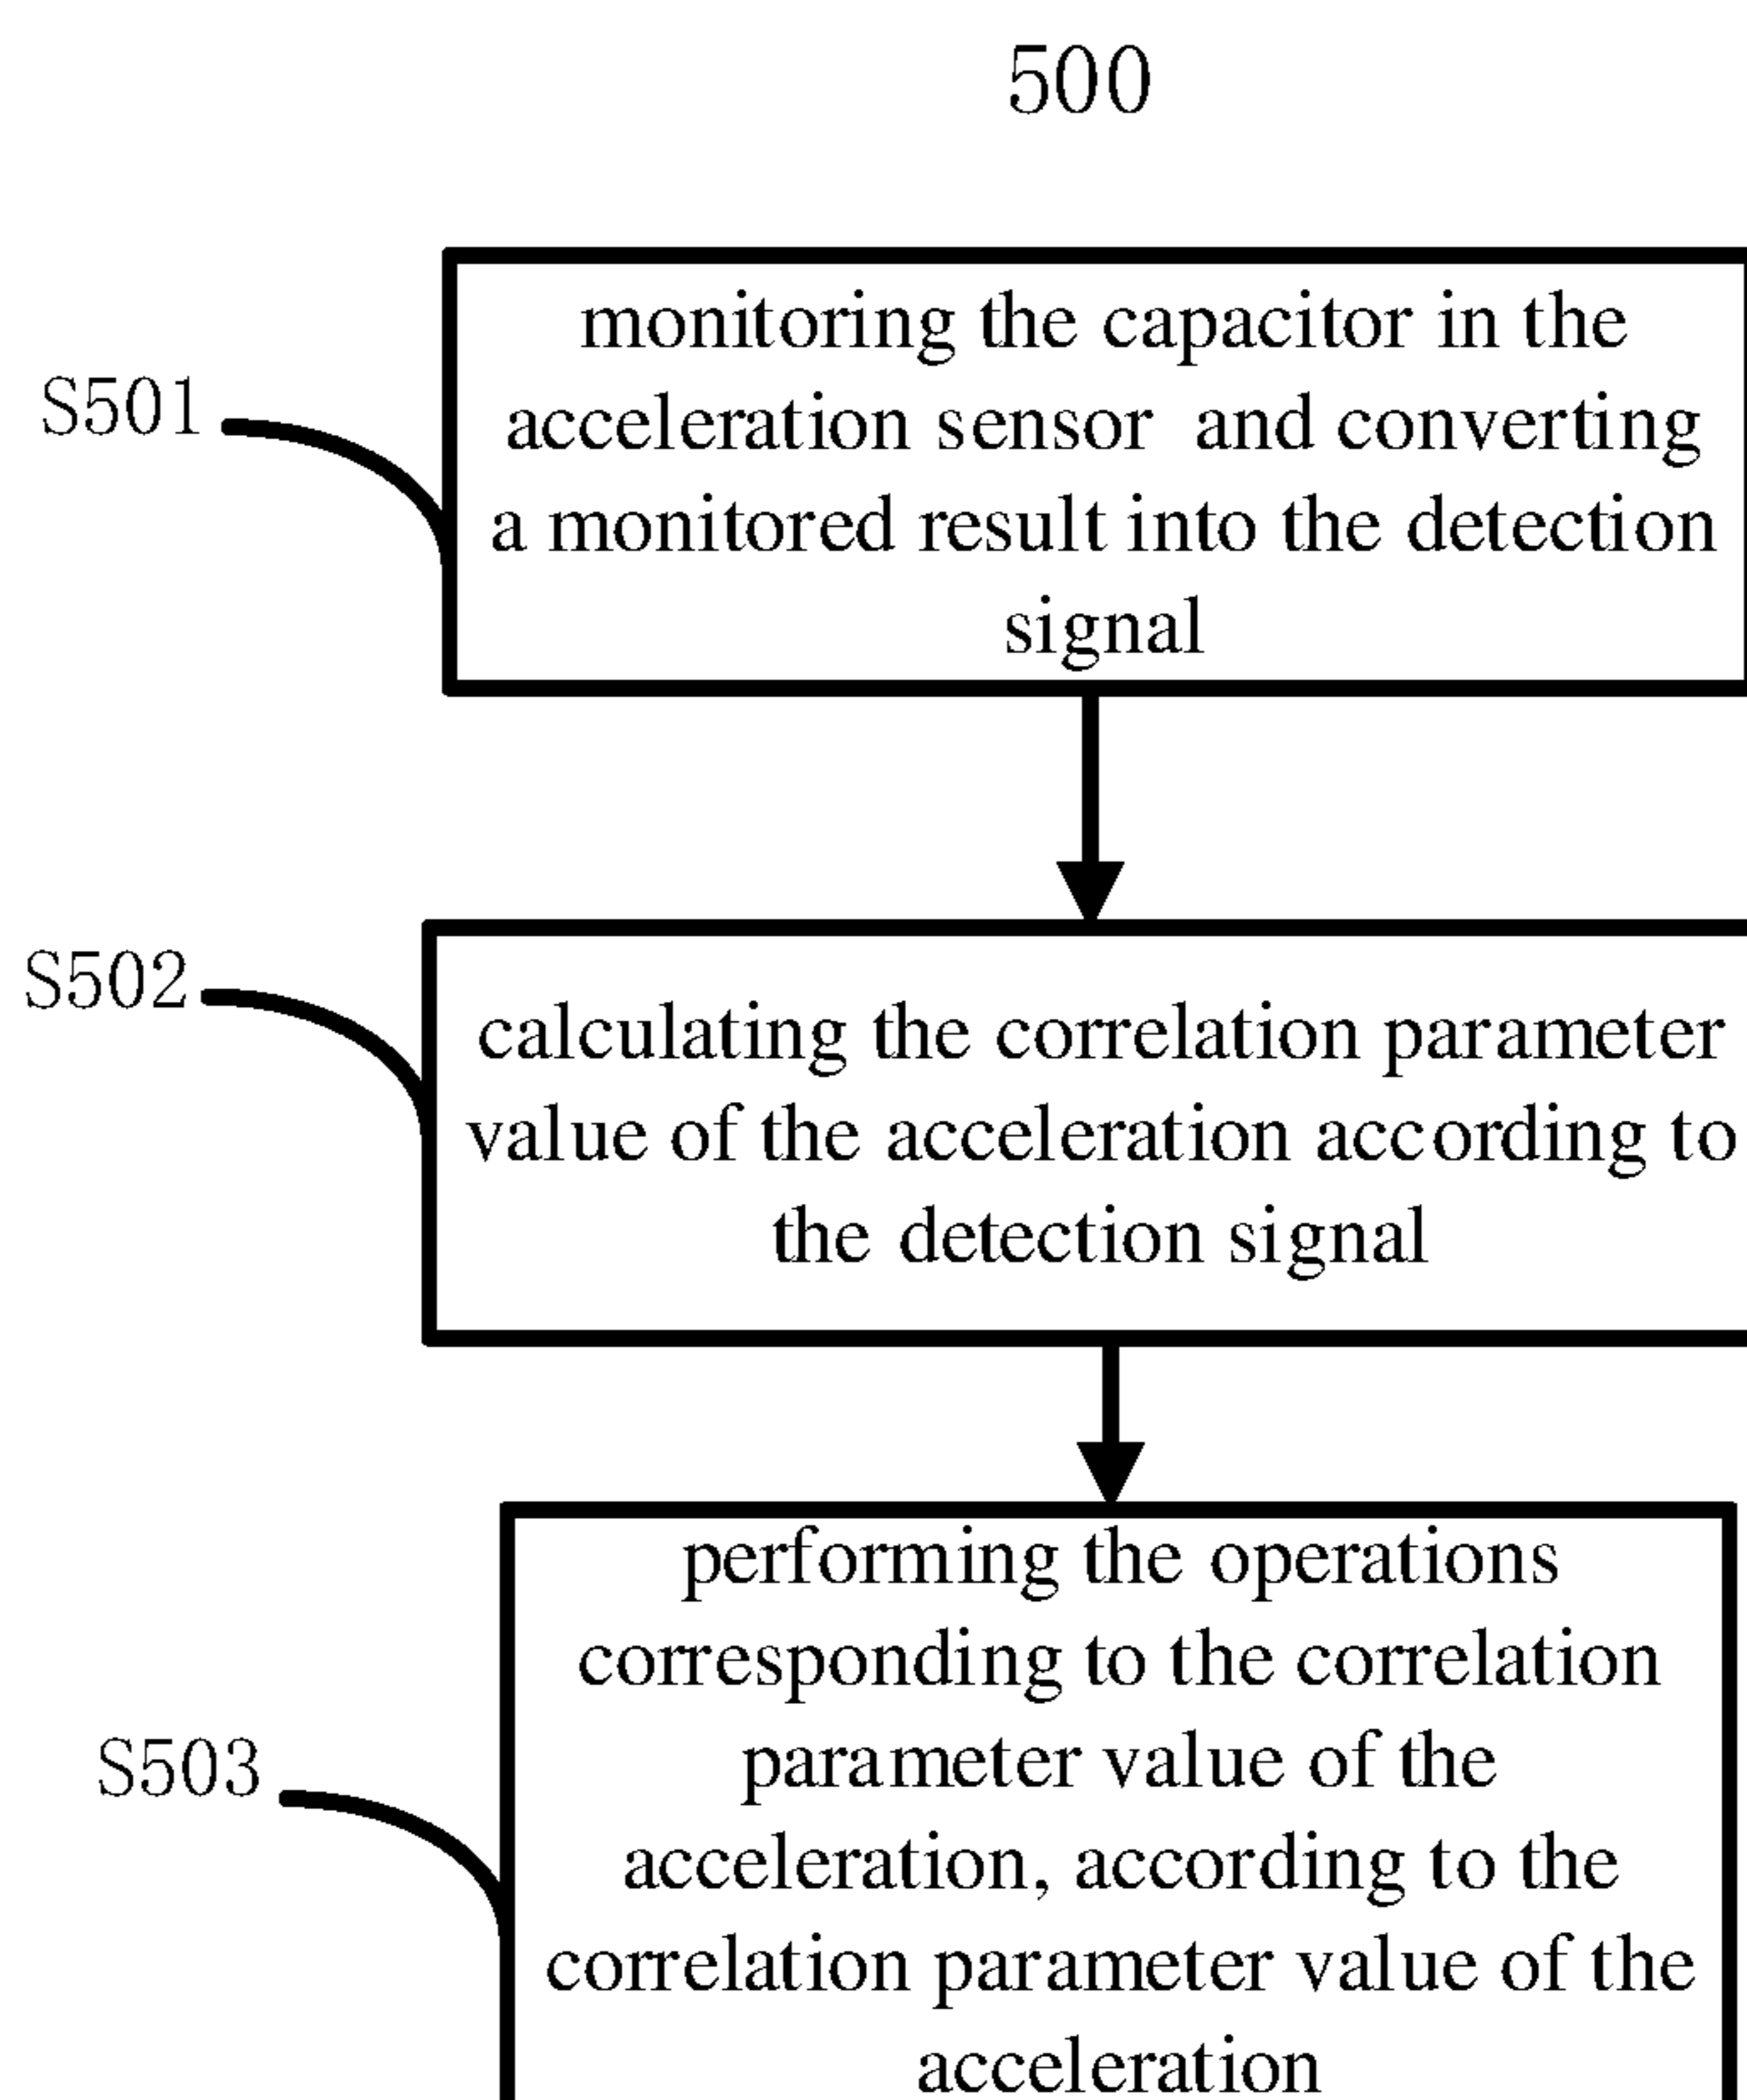 500
S501
monitoring the capacitor in the
acceleration sensor and converting
a monitored result into the detection
signal
S502
calculating the correlation parameter
value of the acceleration according to
the detection signal
S503
performing the operations
corresponding to the correlation
parameter value of the
acceleration, according to the
correlation parameter value of the
acceleration